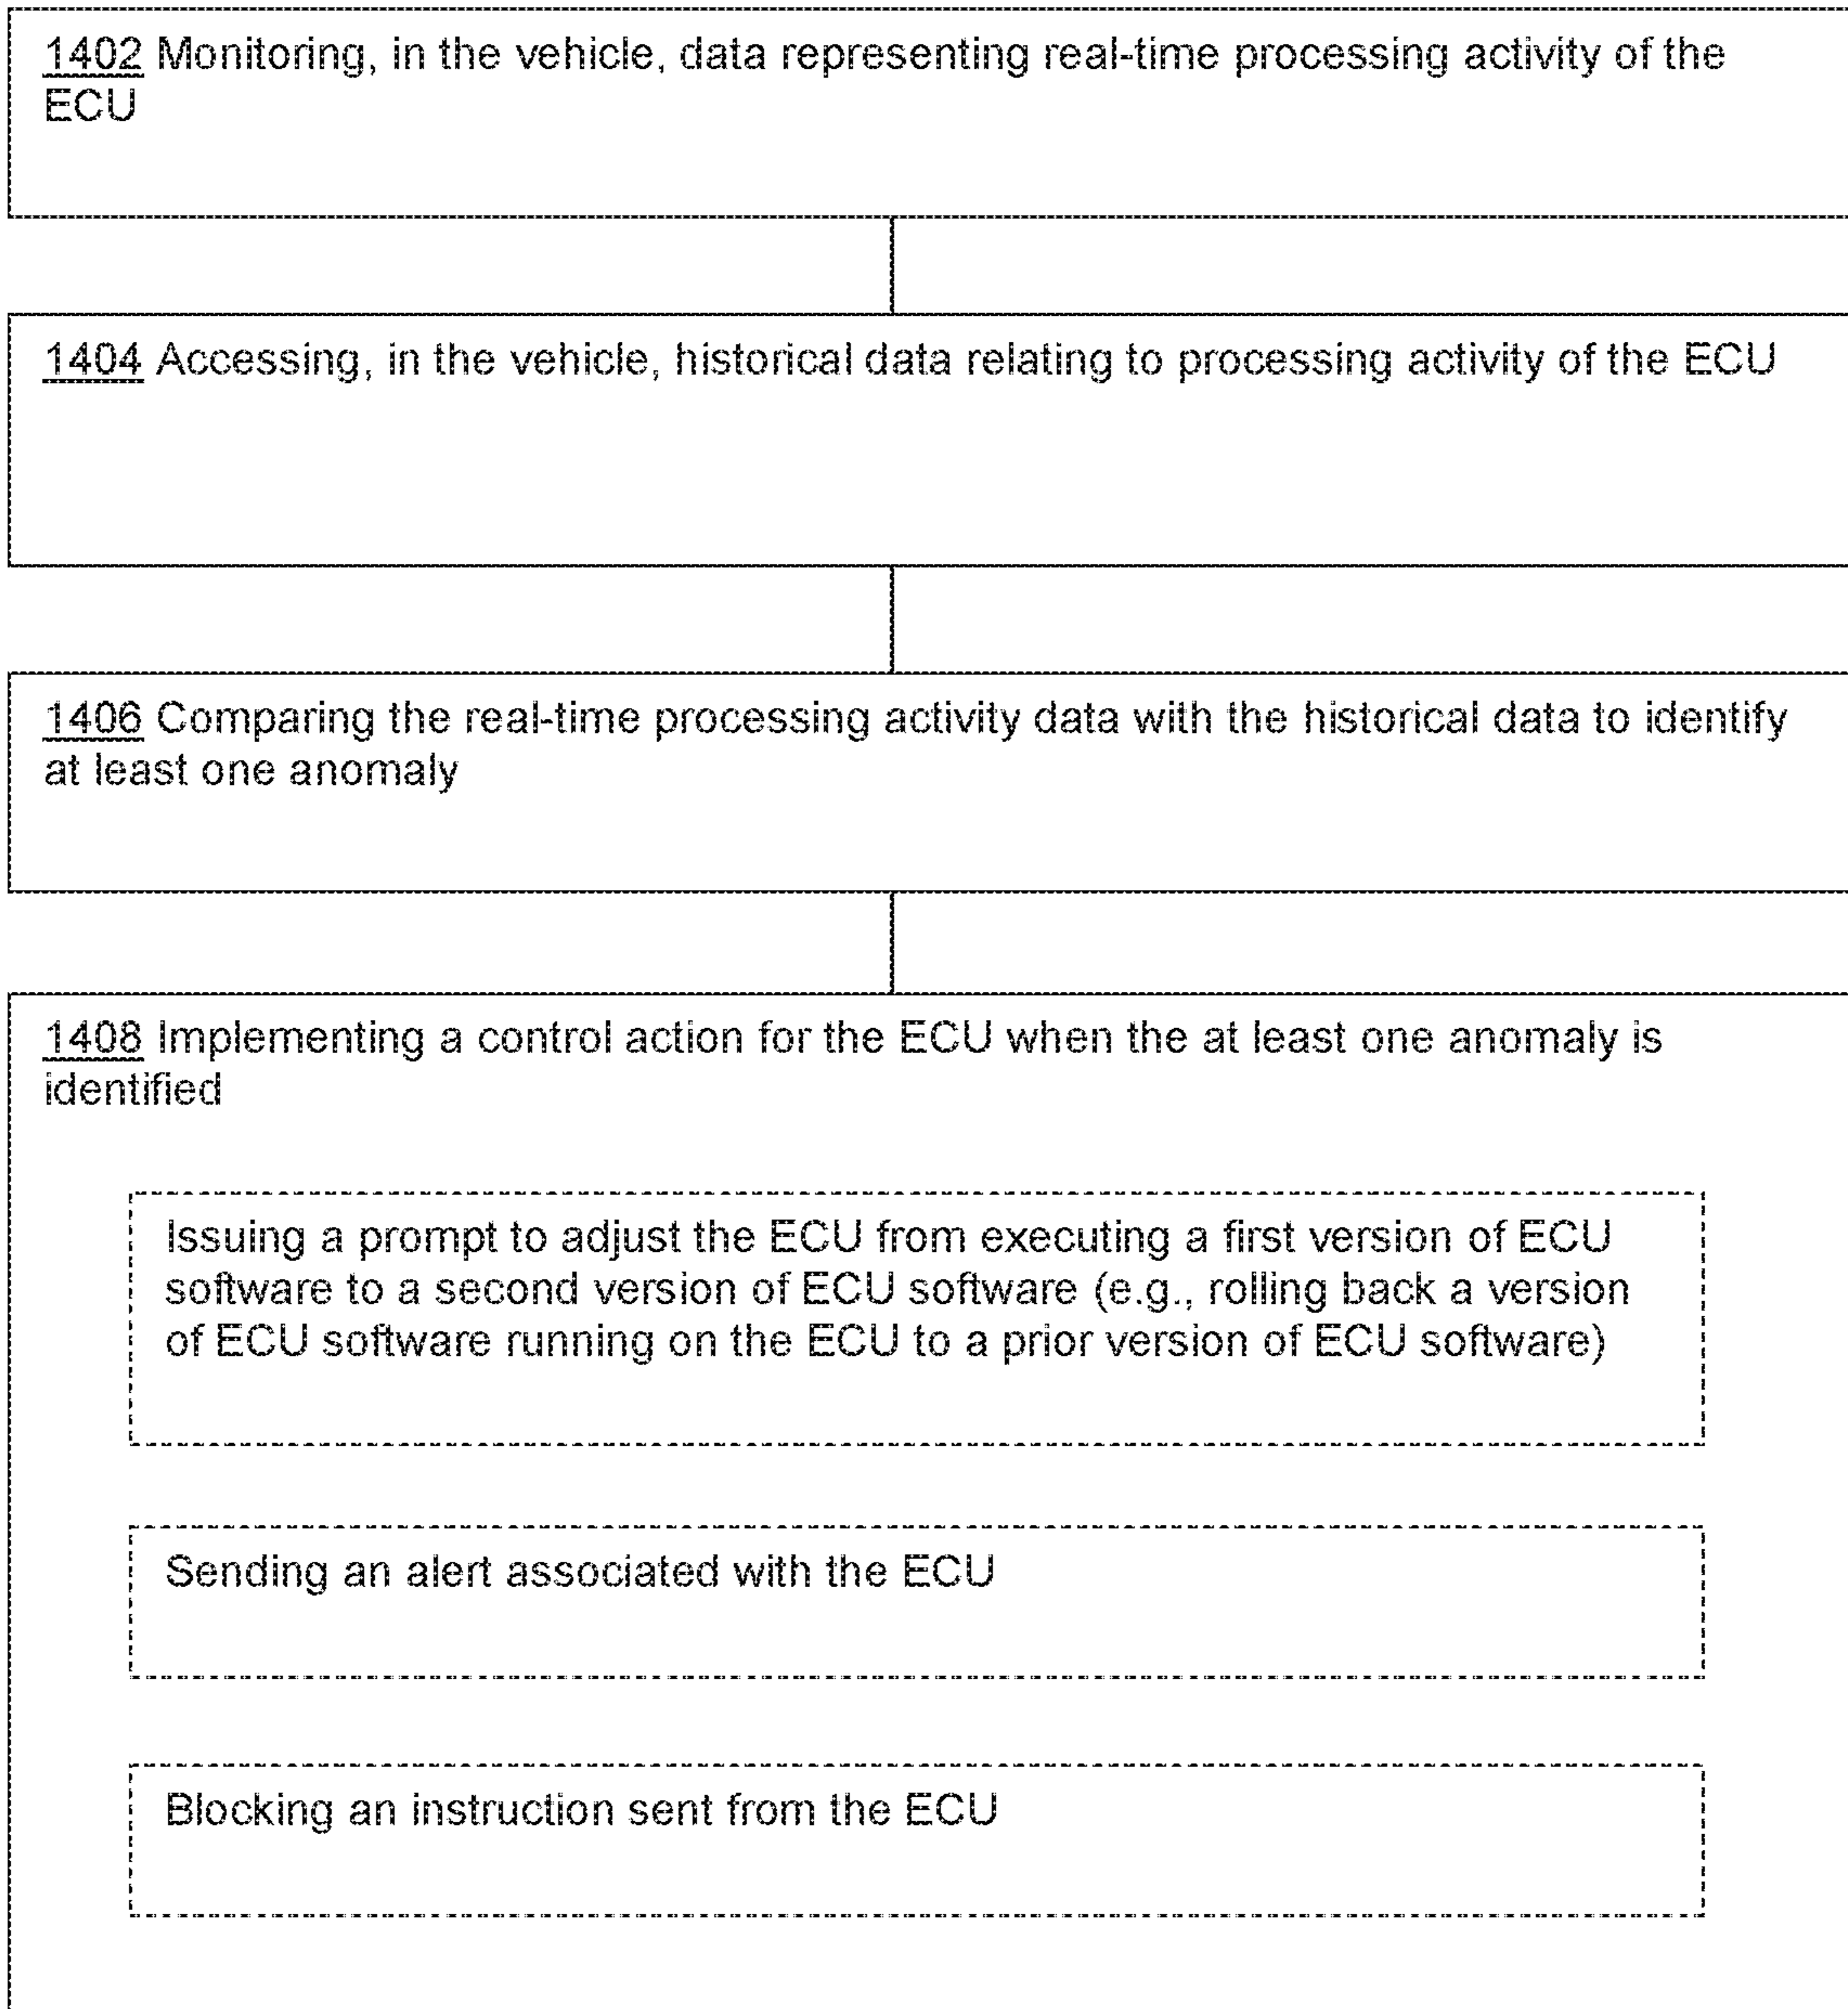 1402 Monitoring, in the vehicle, data representing real-time processing activity of the
ECU
1404 Accessing, in the vehicle, historical data relating to processing activity of the ECU
1406 Comparing the real-time processing activity data with the historical data to identify
at least one anomaly
1408 Implementing a control action for the ECU when the at least one anomaly is
identified
Issuing a prompt to adjust the ECU from executing a first version of ECU
software to a second version of ECU software (e.g., rolling back a version
of ECU software running on the ECU to a prior version of ECU software)
Sending an alert associated with the ECU
Blocking an instruction sent from the ECU